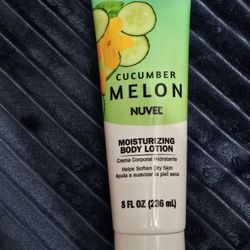 CUCUMBER
MELON
NUVEL
MOISTURIZING
BODY LOTION
Crema Corporal Hidratante
Helps Soften Dry Skin
Ayuda a suavizar la piel seca
8 FL OZ (236 mL)